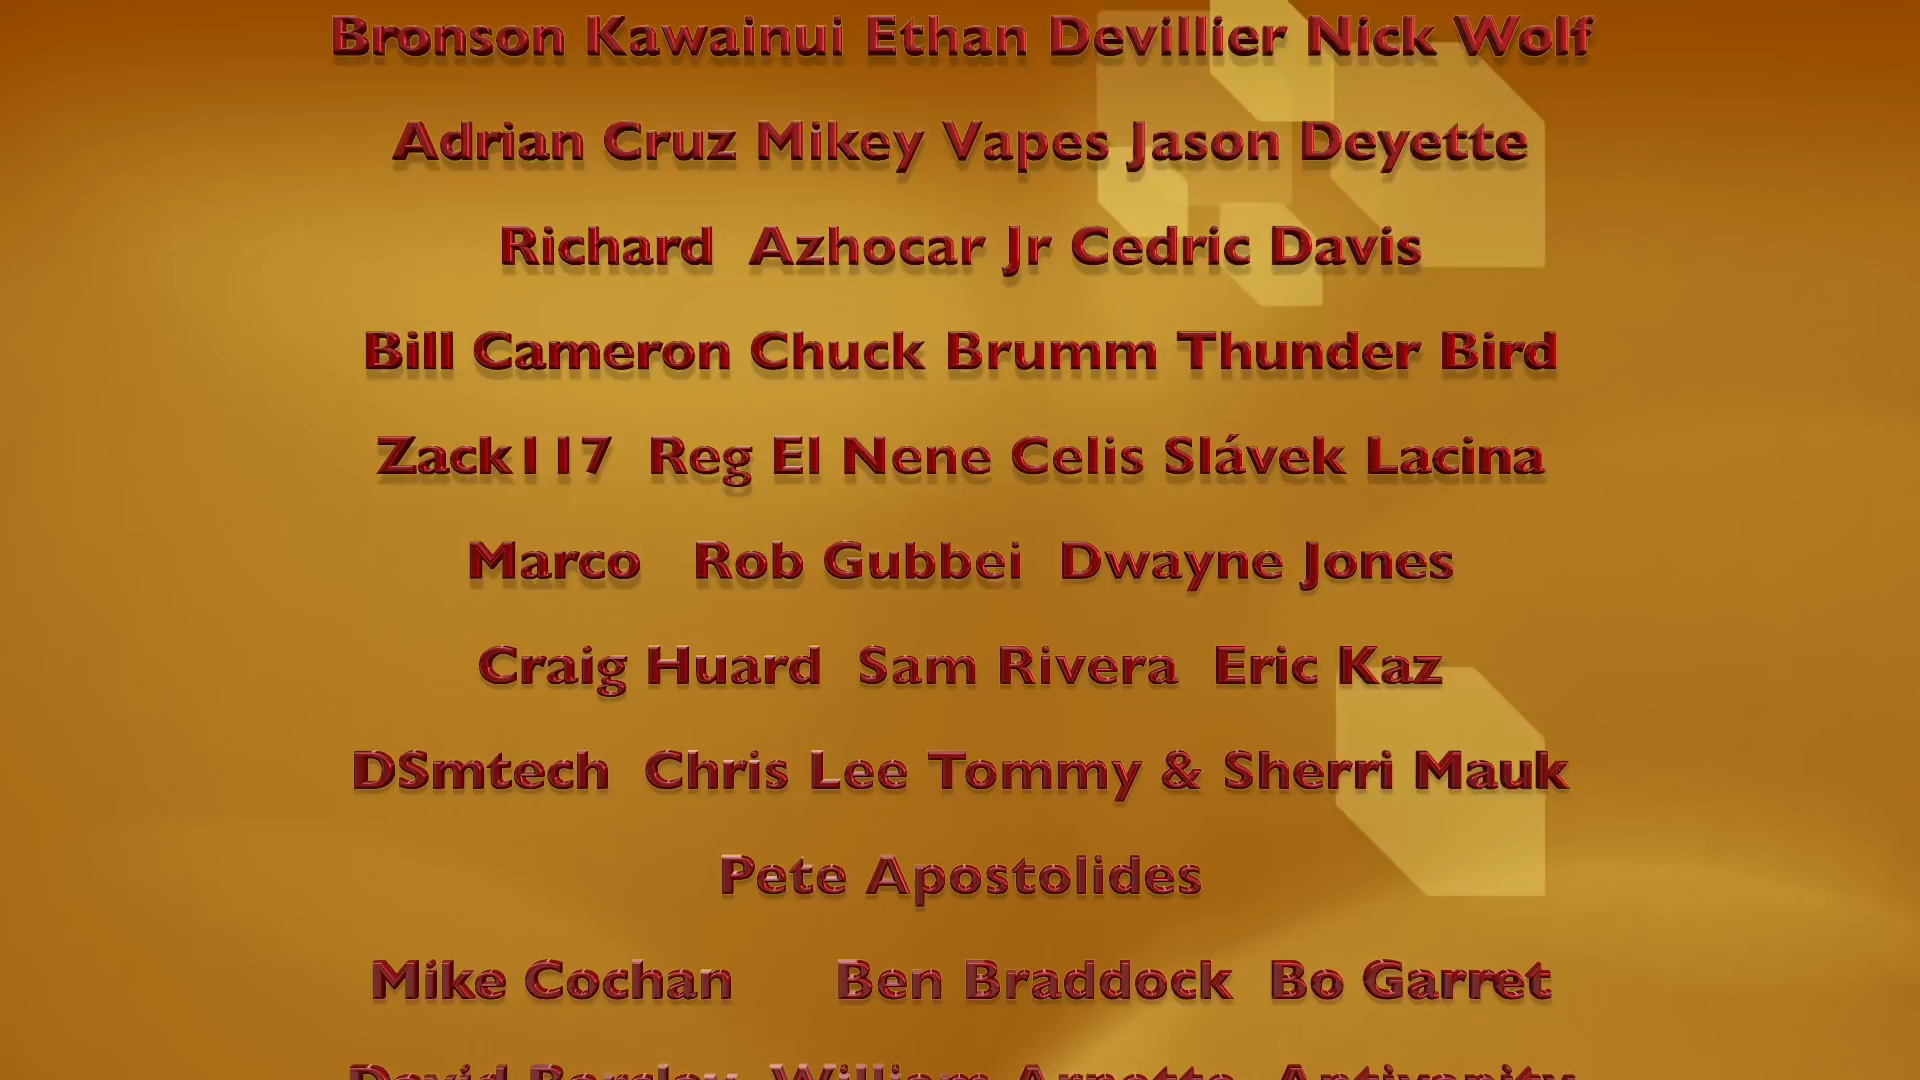 Bronson Kawainui Ethan Devillier Nick Wolf
Adrian Cruz Mikey Vapes Jason Deyette
Richard Azhocar Jr Cedric Davis
Bill Cameron Chuck Brumm Thunder Bird
Zack117 Reg El Nene Celis Slávek Lacina
Marco Rob Gubbei Dwayne Jones
Craig Huard Sam Rivera Eric Kaz
DSmtech Chris Lee Tommy & Sherri Mauk
Pete Apostolides
Mike Cochan Ben Braddock Bo Garret
David William